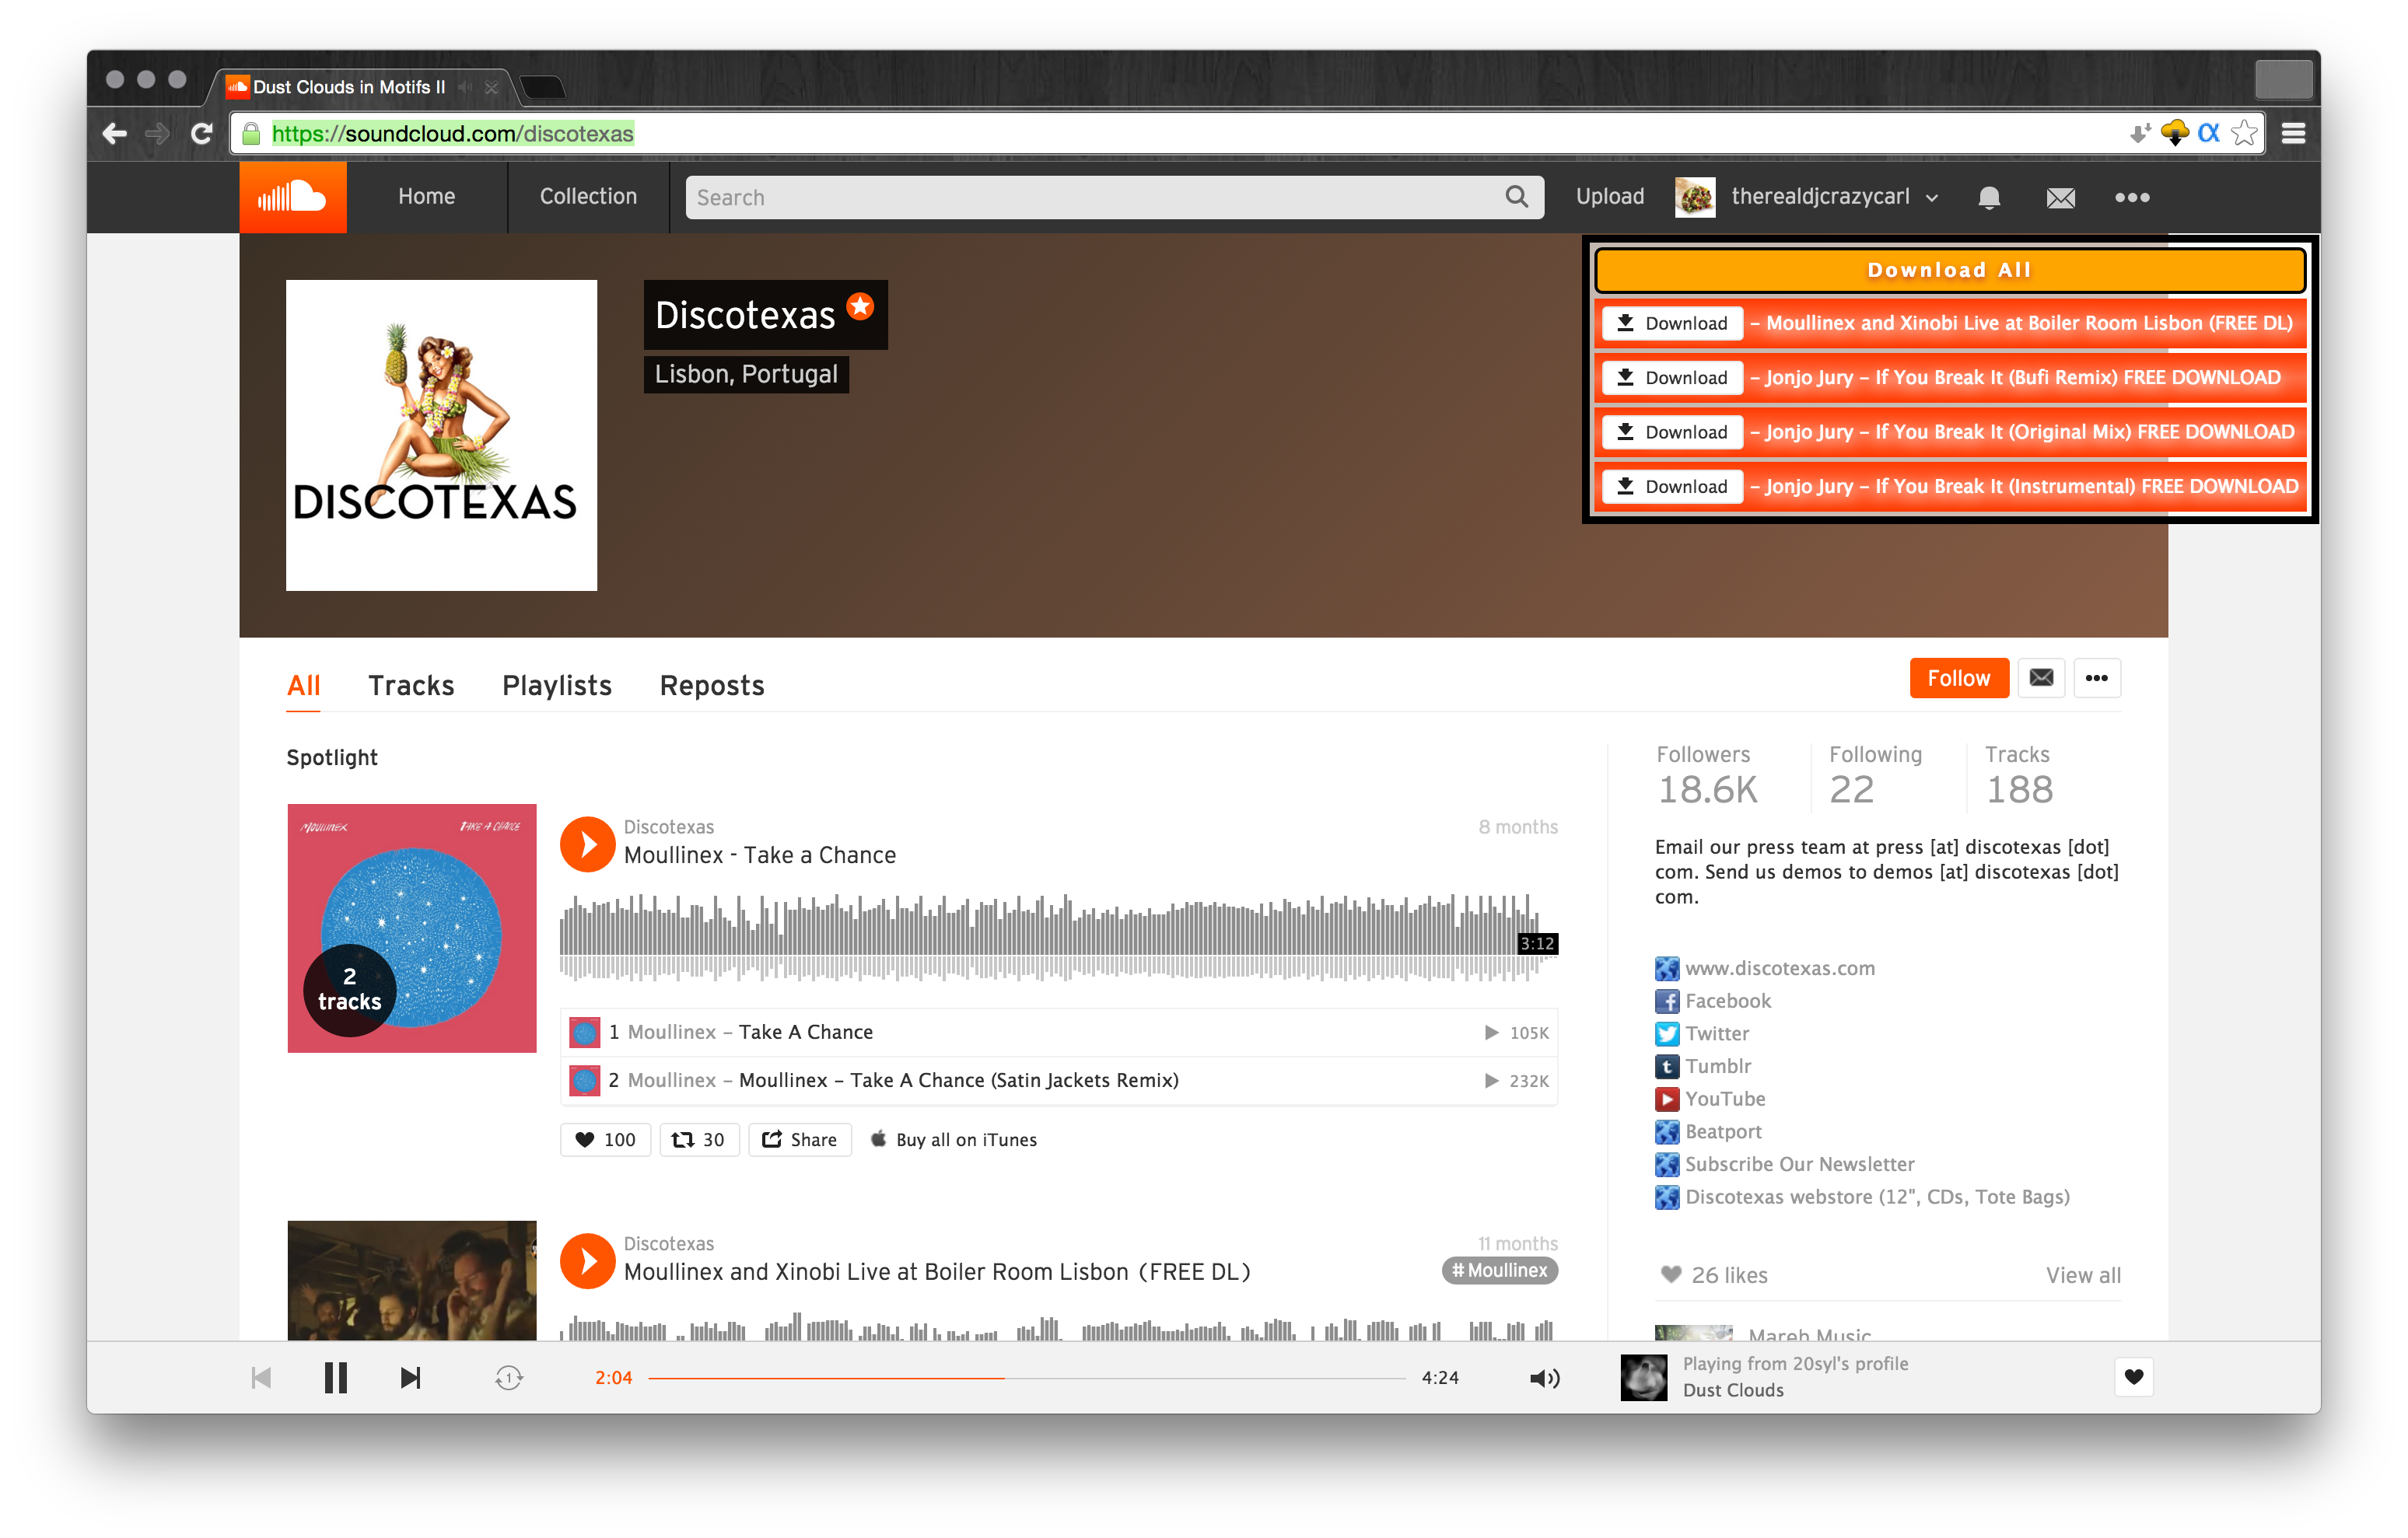 Dust Clouds in Motifs II
https://soundcloud.com/discotexas
Home
Collection
Search
Upload
therealdjcrazycarl
Download All
Download – Moullinex and Xinobi Live at Boiler Room Lisbon (FREE DL)
Download – Jonjo Jury – If You Break It (Bufi Remix) FREE DOWNLOAD
Download – Jonjo Jury – If You Break It (Original Mix) FREE DOWNLOAD
Download – Jonjo Jury – If You Break It (Instrumental) FREE DOWNLOAD
Discotexas
Lisbon, Portugal
DISCOTEXAS
All
Tracks
Playlists
Reposts
Follow
Spotlight
MOULLINEX
TAKE A CHANCE
2
tracks
Discotexas
8 months
Moullinex - Take a Chance
3:12
1 Moullinex – Take A Chance
105K
2 Moullinex – Moullinex – Take A Chance (Satin Jackets Remix)
232K
100
30
Share
Buy all on iTunes
Discotexas
11 months
Moullinex and Xinobi Live at Boiler Room Lisbon (FREE DL)
# Moullinex
Followers
18.6K
Following
22
Tracks
188
Email our press team at press [at] discotexas [dot]
com. Send us demos to demos [at] discotexas [dot]
com.
www.discotexas.com
Facebook
Twitter
Tumblr
YouTube
Beatport
Subscribe Our Newsletter
Discotexas webstore (12", CDs, Tote Bags)
26 likes
View all
Mareh Music
1
2:04
4:24
Playing from 20syl's profile
Dust Clouds